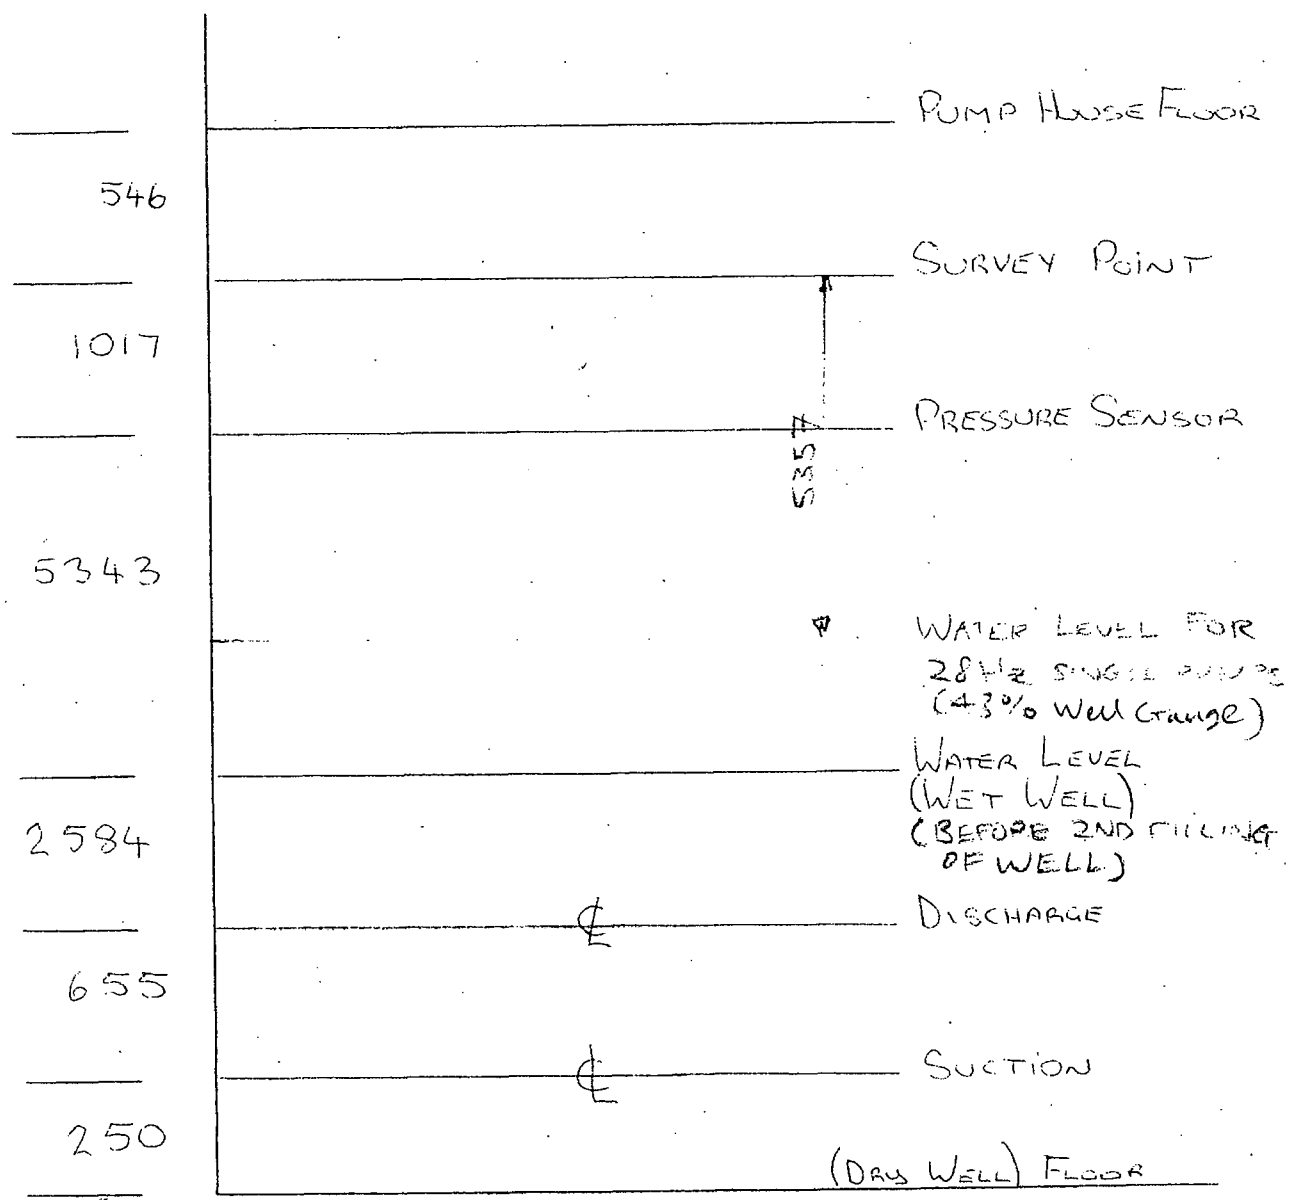 PUMP HOUSE FLOOR
546
SURVEY POINT
1017
PRESSURE SENSOR
5357
5343
WATER LEVEL FOR
28Hz SINGLE
(43% Well Gauge)
WATER LEVEL
(WET WELL)
2584
(BEFORE 2ND FILLING
OF WELL)
DISCHARGE
655
SUCTION
250
(DRY WELL) FLOOR